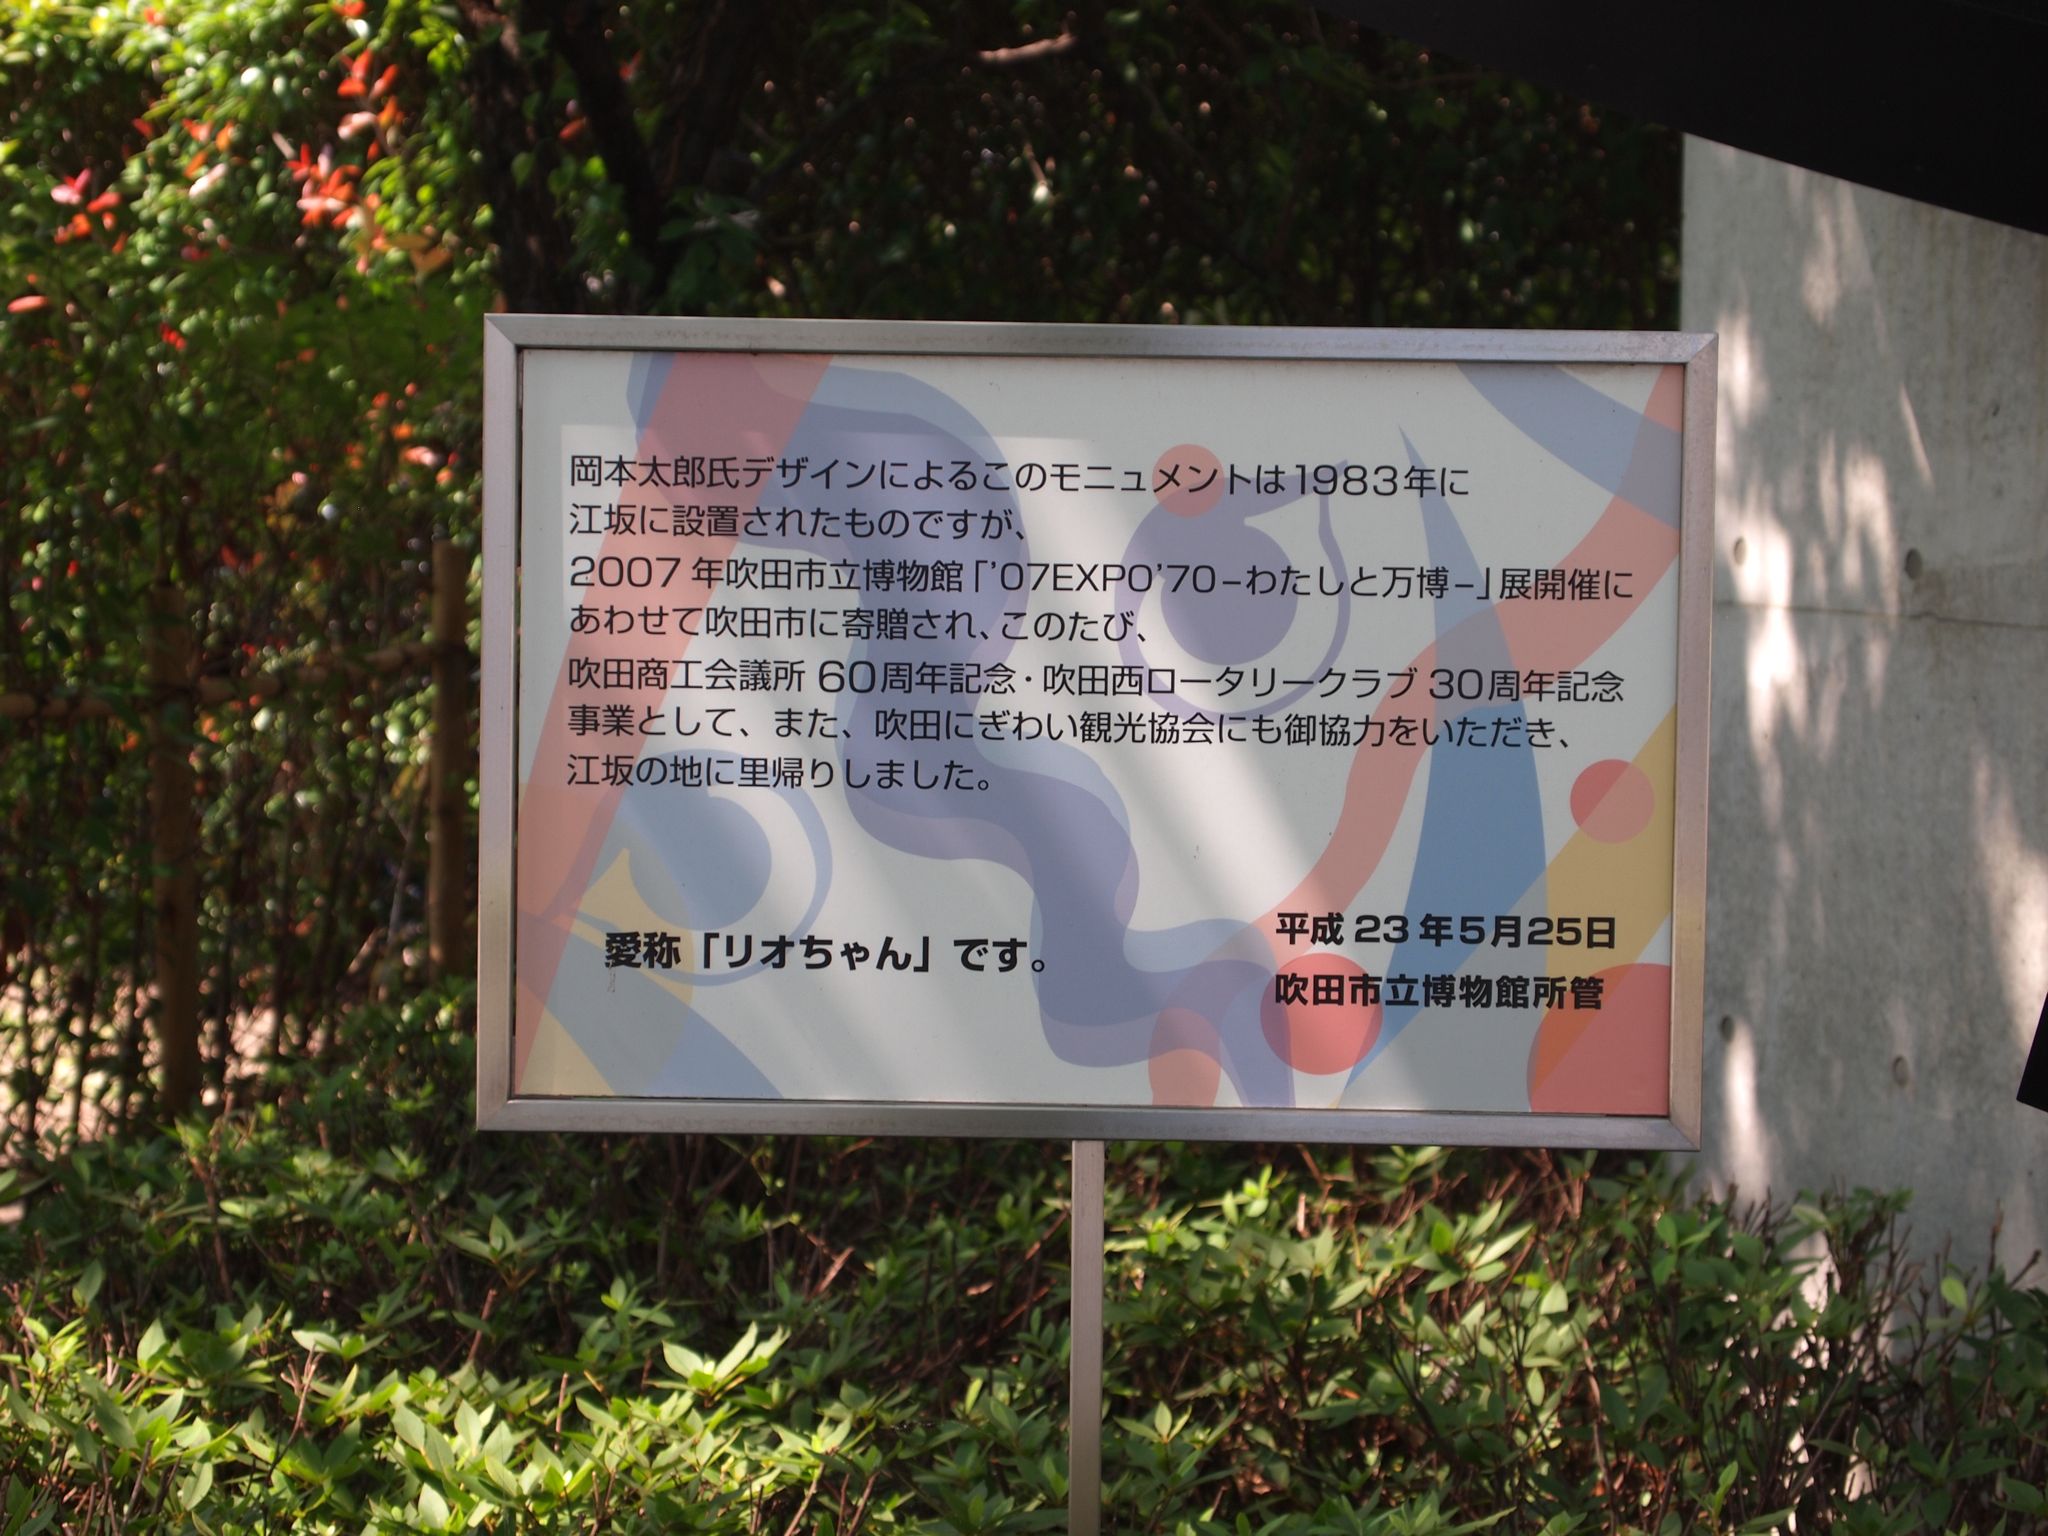 岡本太郎氏デザインによるこのモニュメントは1983年に
江坂に設置されたものですが、
2007年吹田市立博物館「'07EXPO'70−わたしと万博−」展開催に
あわせて吹田市に寄贈され、このたび、
吹田商工会議所 60周年記念・吹田西ロータリークラブ 30周年記念
事業として、また、吹田にぎわい観光協会にも御協力をいただき、
江坂の地に里帰りしました。
愛称「リオちゃん」です。
平成23年5月25日
吹田市立博物館所管